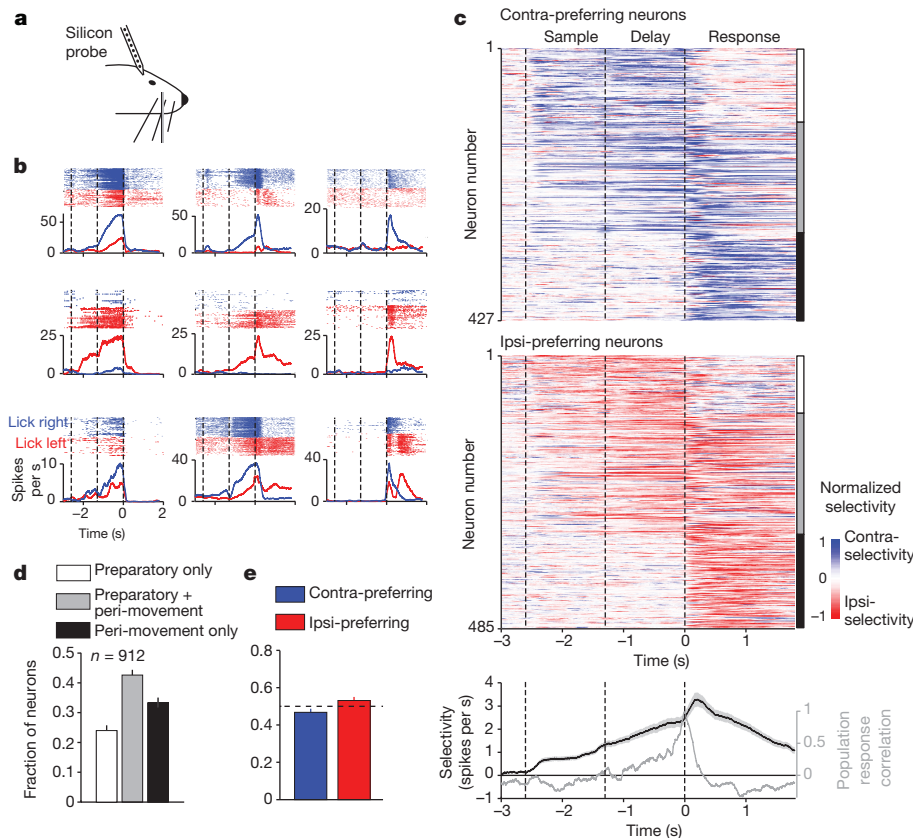 a
Silicon
probe
b
50
0
50
0
20
0
25
0
25
0
25
0
Lick right
Lick left
Spikes
per s
10
0
40
0
40
0
−2 0 2
Time (s)
c
Contra-preferring neurons
Sample Delay Response
1
Neuron number
427
Ipsi-preferring neurons
1
Neuron number
485
−3 −2 −1 0 1
Time (s)
Normalized
selectivity
1
0
−1
Contra-
selectivity
Ipsi-
selectivity
4
3
2
1
0
−1
Selectivity
(spikes per s)
1
0.5
0
Population
response
correlation
−3 −2 −1 0 1
Time (s)
d
Preparatory only
Preparatory +
peri-movement
Peri-movement only
n = 912
0.5
0.4
0.3
0.2
0.1
0
Fraction of neurons
e
Contra-preferring
Ipsi-preferring
0.8
0.6
0.4
0.2
0